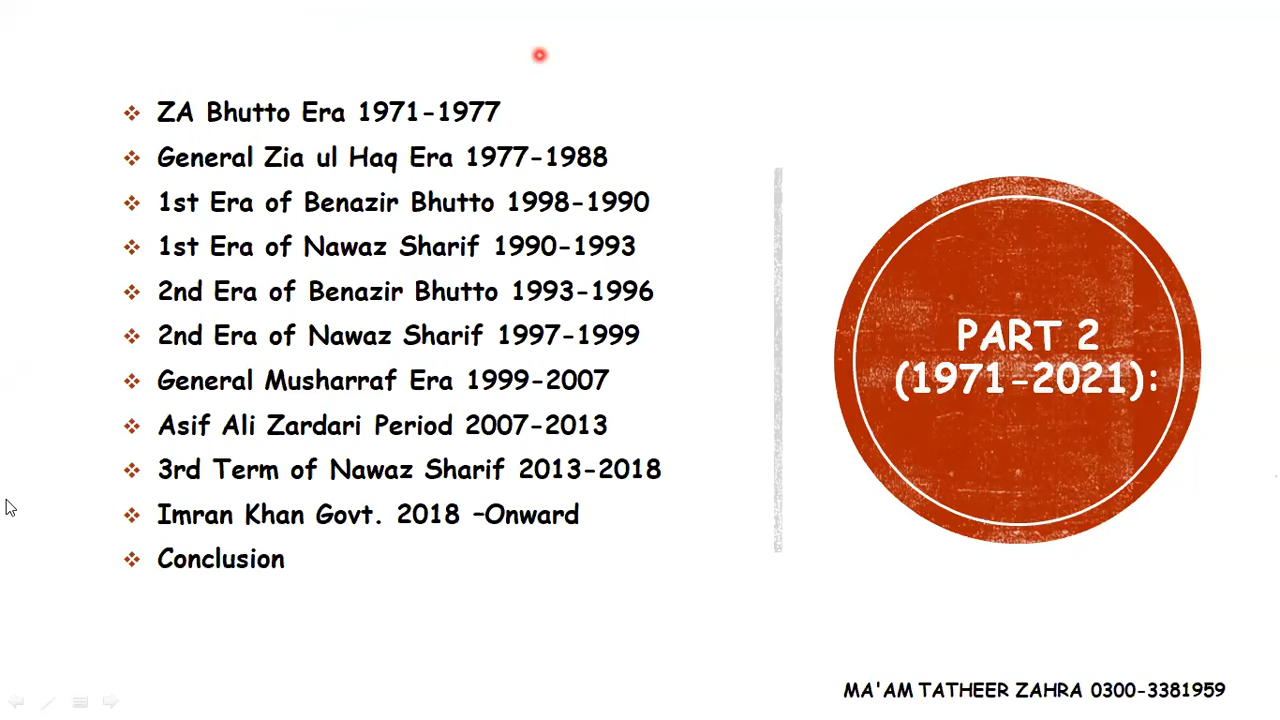 ZA Bhutto Era 1971-1977
General Zia ul Haq Era 1977-1988
1st Era of Benazir Bhutto 1998-1990
1st Era of Nawaz Sharif 1990-1993
2nd Era of Benazir Bhutto 1993-1996
2nd Era of Nawaz Sharif 1997-1999
General Musharraf Era 1999-2007
Asif Ali Zardari Period 2007-2013
3rd Term of Nawaz Sharif 2013-2018
Imran Khan Govt. 2018 –Onward
Conclusion
PART 2
(1971-2021):
MA'AM TATHEER ZAHRA 0300-3381959